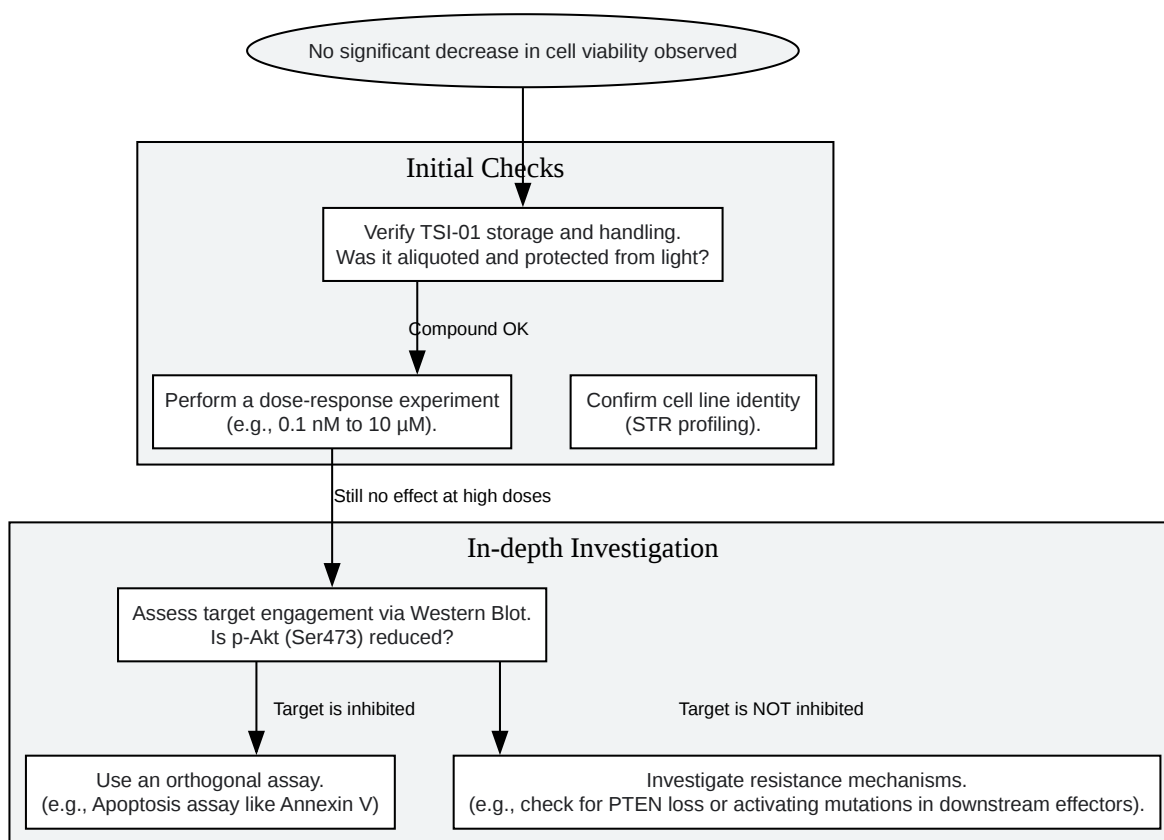 No significant decrease in cell viability observed
Initial Checks
Verify TSI-01 storage and handling.
Was it aliquoted and protected from light?
Compound OK
Perform a dose-response experiment
(e.g., 0.1 nM to 10 µM).
Confirm cell line identity
(STR profiling).
Still no effect at high doses
In-depth Investigation
Assess target engagement via Western Blot.
Is p-Akt (Ser473) reduced?
Target is inhibited
Target is NOT inhibited
Use an orthogonal assay.
(e.g., Apoptosis assay like Annexin V)
Investigate resistance mechanisms.
(e.g., check for PTEN loss or activating mutations in downstream effectors).